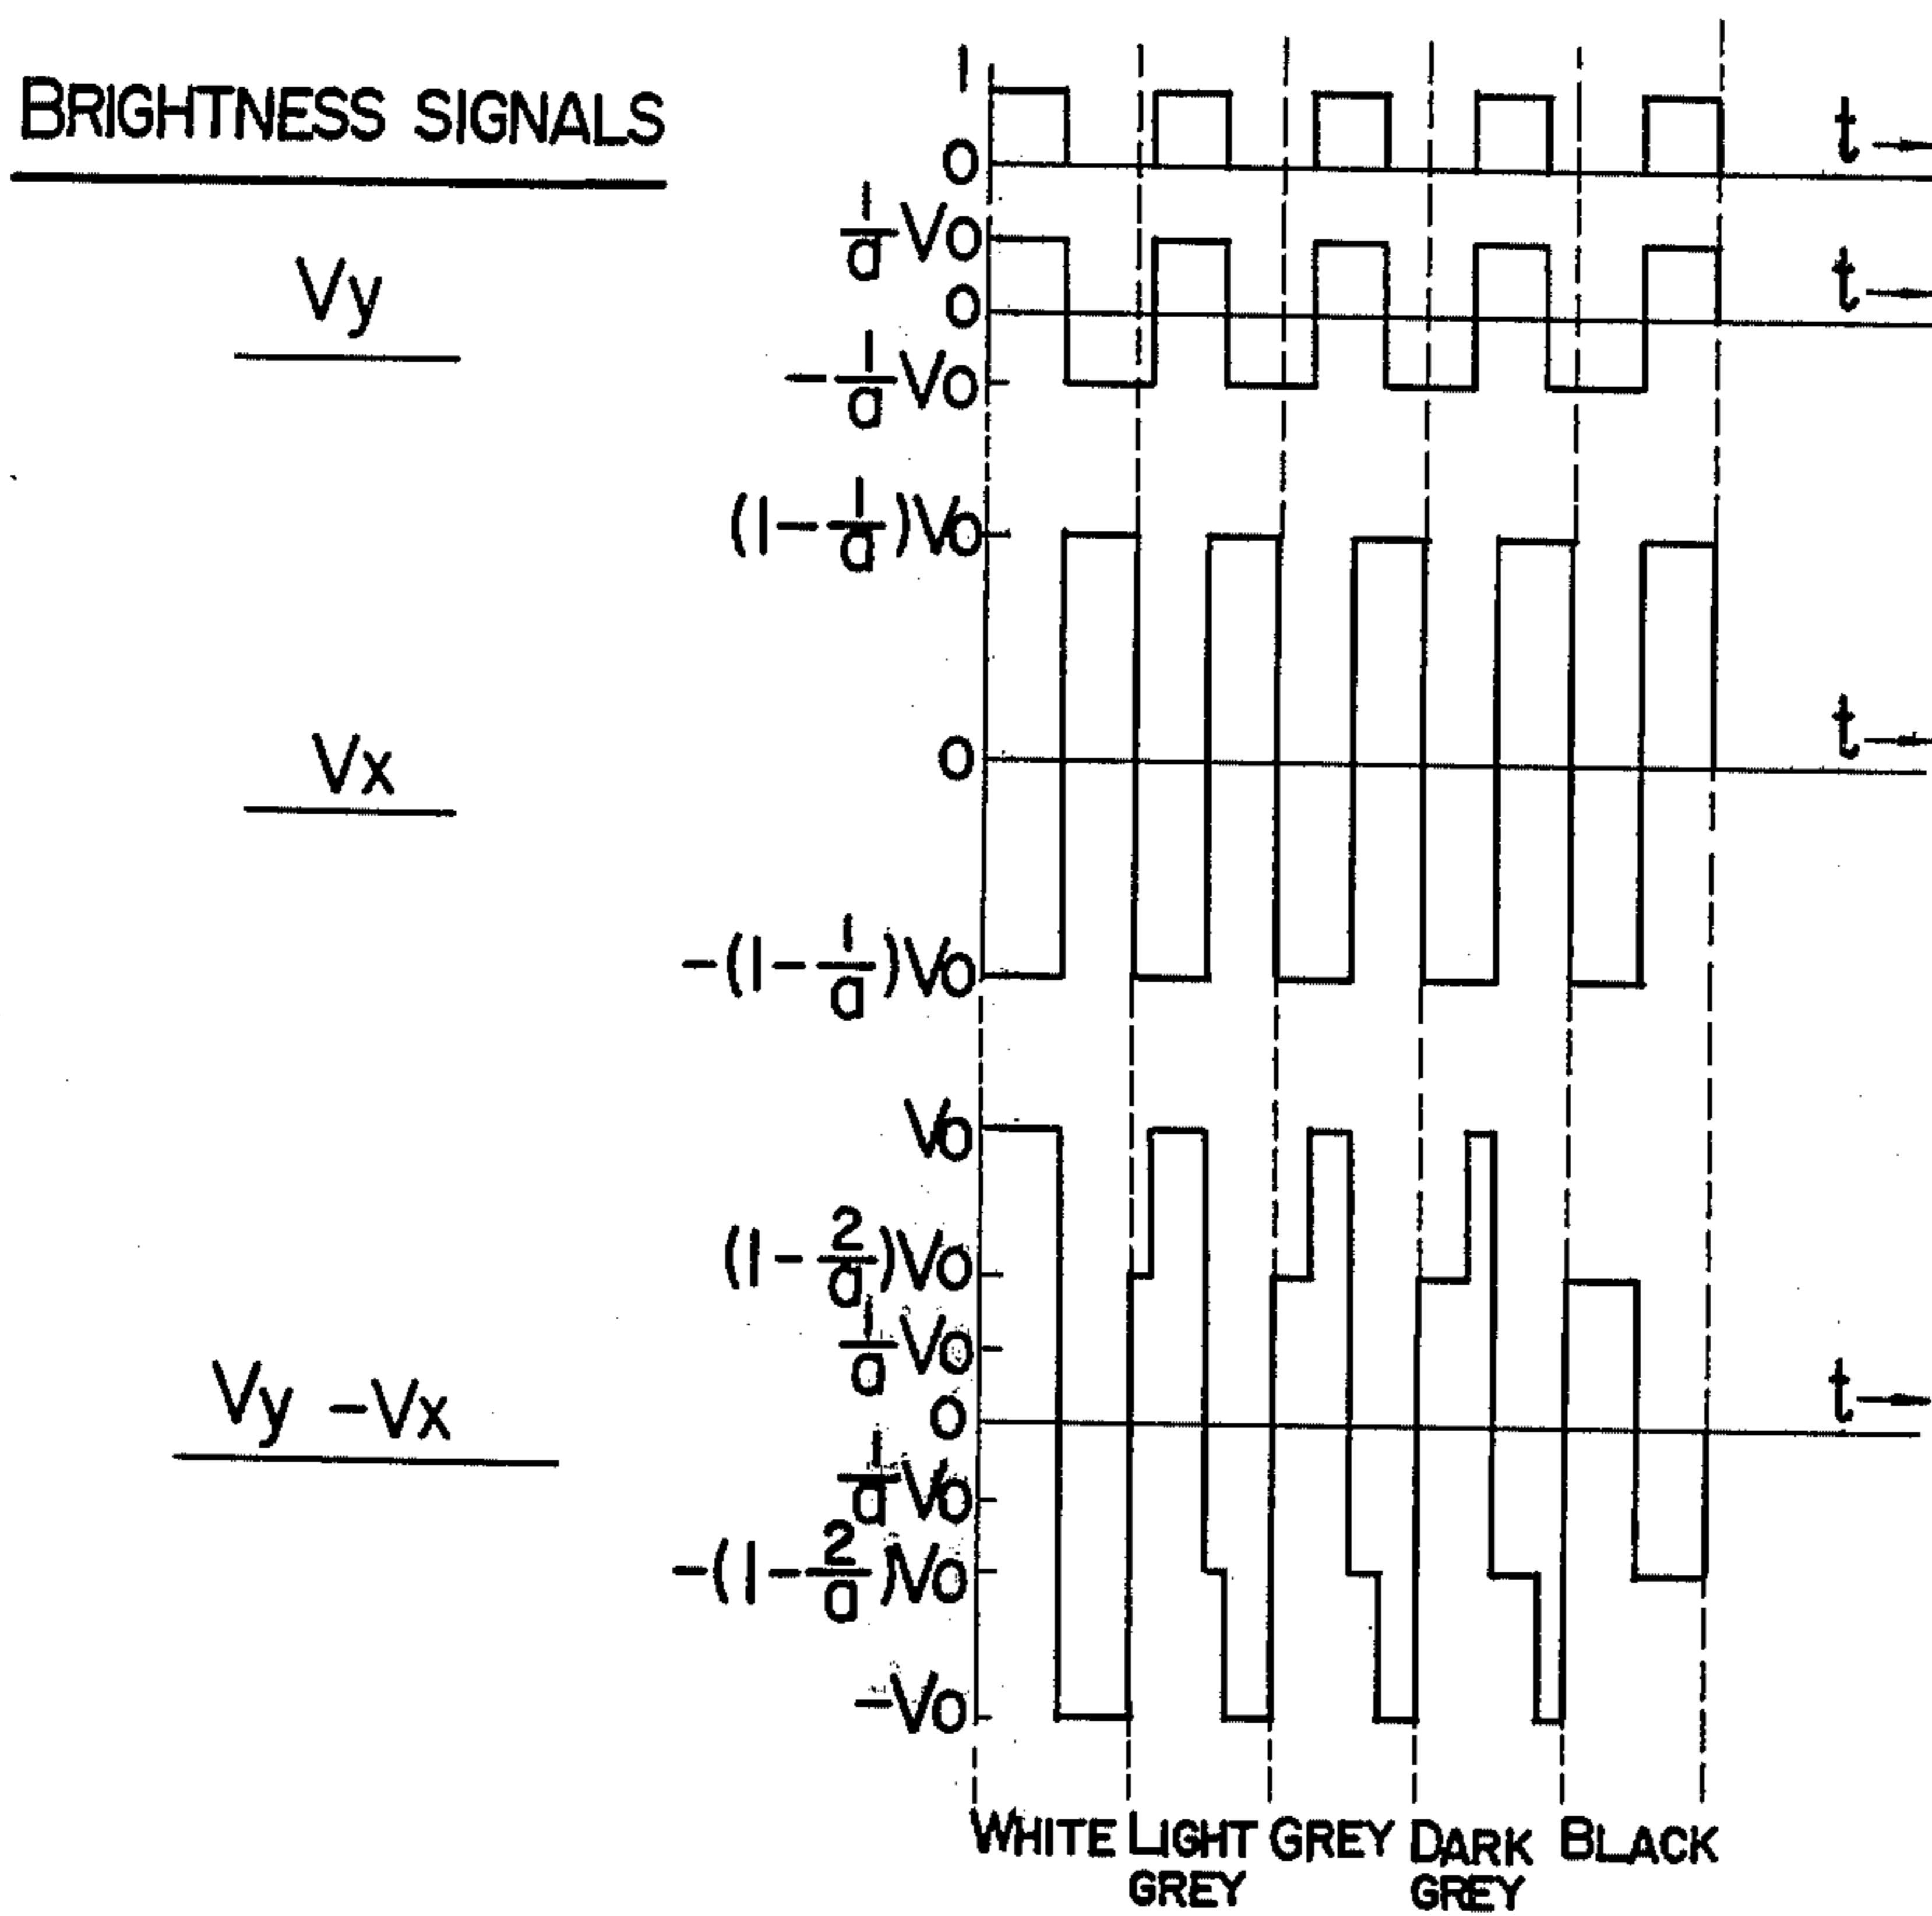 BRIGHTNESS SIGNALS
1
0
t
1/a Vo
Vy
0
t
-1/a Vo
(1-1/a)Vo
Vx
0
t
-(1-1/a)Vo
Vo
(1-2/a)Vo
1/a Vo
Vy -Vx
0
t
1/a Vo
-(1-2/a)Vo
-Vo
WHITE LIGHT GREY DARK BLACK
GREY GREY